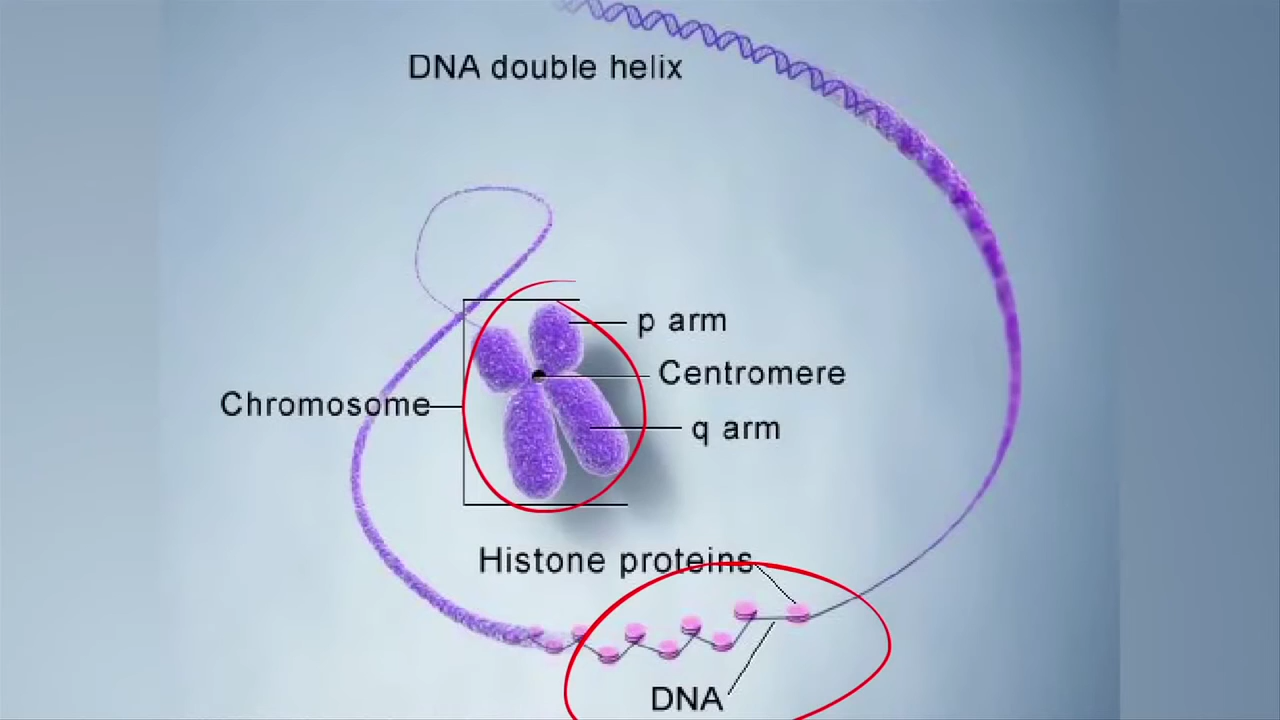 DNA double helix
p arm
Centromere
Chromosome
q arm
Histone proteins
DNA